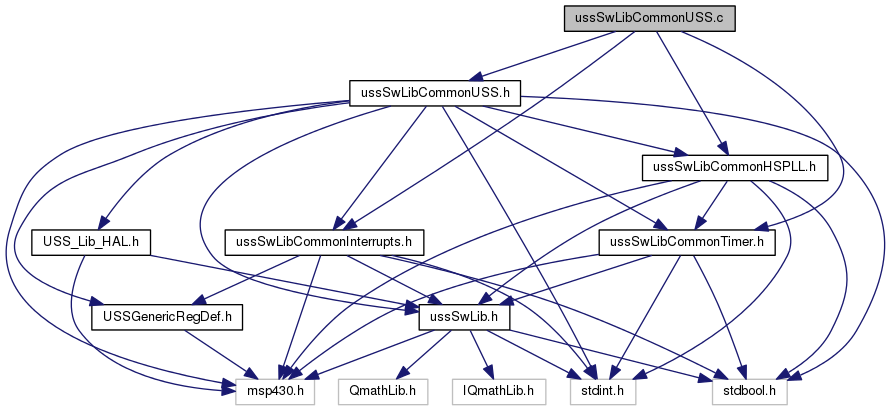 ussSwLibCommonUSS.c
ussSwLibCommonUSS.h
ussSwLibCommonHSPLL.h
USS_Lib_HAL.h
ussSwLibCommonInterrupts.h
ussSwLibCommonTimer.h
USSGenericRegDef.h
ussSwLib.h
msp430.h
QmathLib.h
IQmathLib.h
stdint.h
stdbool.h